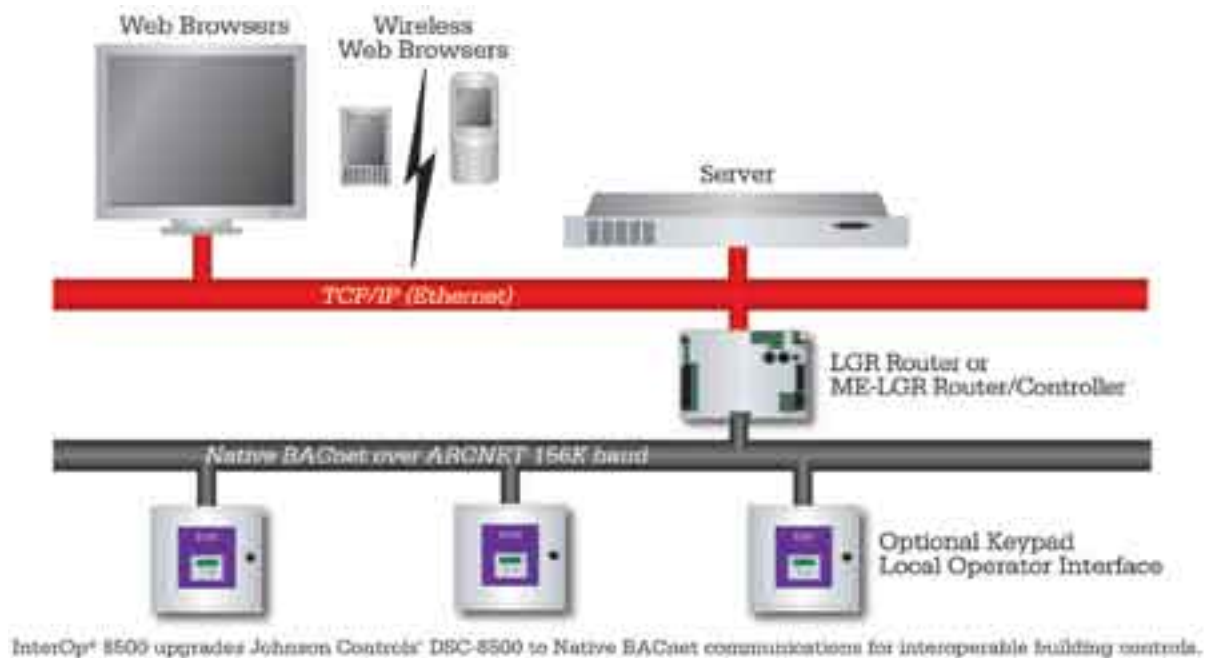 Web Browsers
Wireless
Web Browsers
Server
TCP/IP (Ethernet)
LGR Router or
ME-LGR Router/Controller
Native BACnet over ARCNET 156K baud
Optional Keypad
Local Operator Interface
InterOp® 8500 upgrades Johnson Controls' DSC-8500 to Native BACnet communications for interoperable building controls.